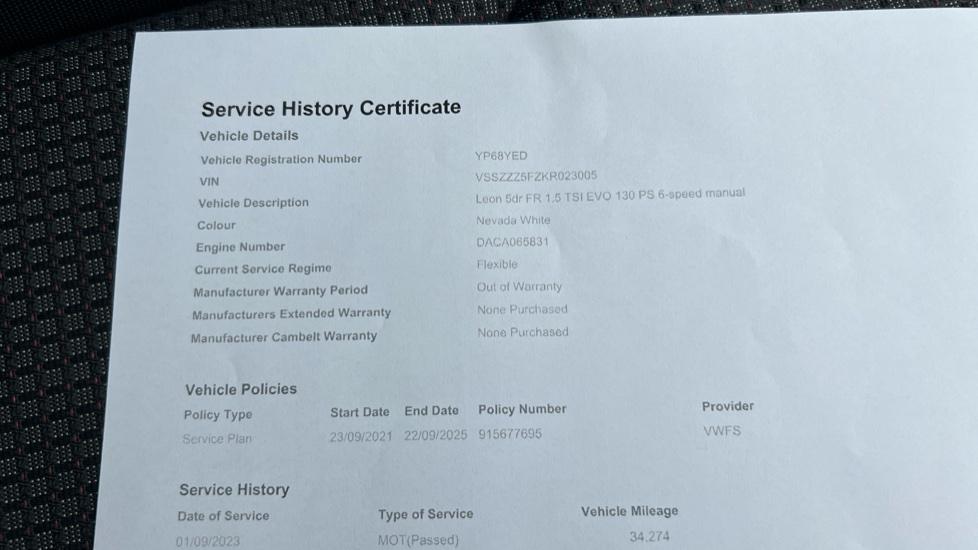 Service History Certificate
Vehicle Details
Vehicle Registration Number YP68YED
VIN VSSZZZ5FZKR023005
Vehicle Description Leon 5dr FR 1.5 TSI EVO 130 PS 6-speed manual
Colour Nevada White
Engine Number DACA065831
Current Service Regime Flexible
Manufacturer Warranty Period Out of Warranty
Manufacturers Extended Warranty None Purchased
Manufacturer Cambelt Warranty None Purchased
Vehicle Policies
Policy Type Start Date End Date Policy Number Provider
Service Plan 23/09/2021 22/09/2025 915677695 VWFS
Service History
Date of Service Type of Service Vehicle Mileage
01/09/2023 MOT(Passed) 34,274